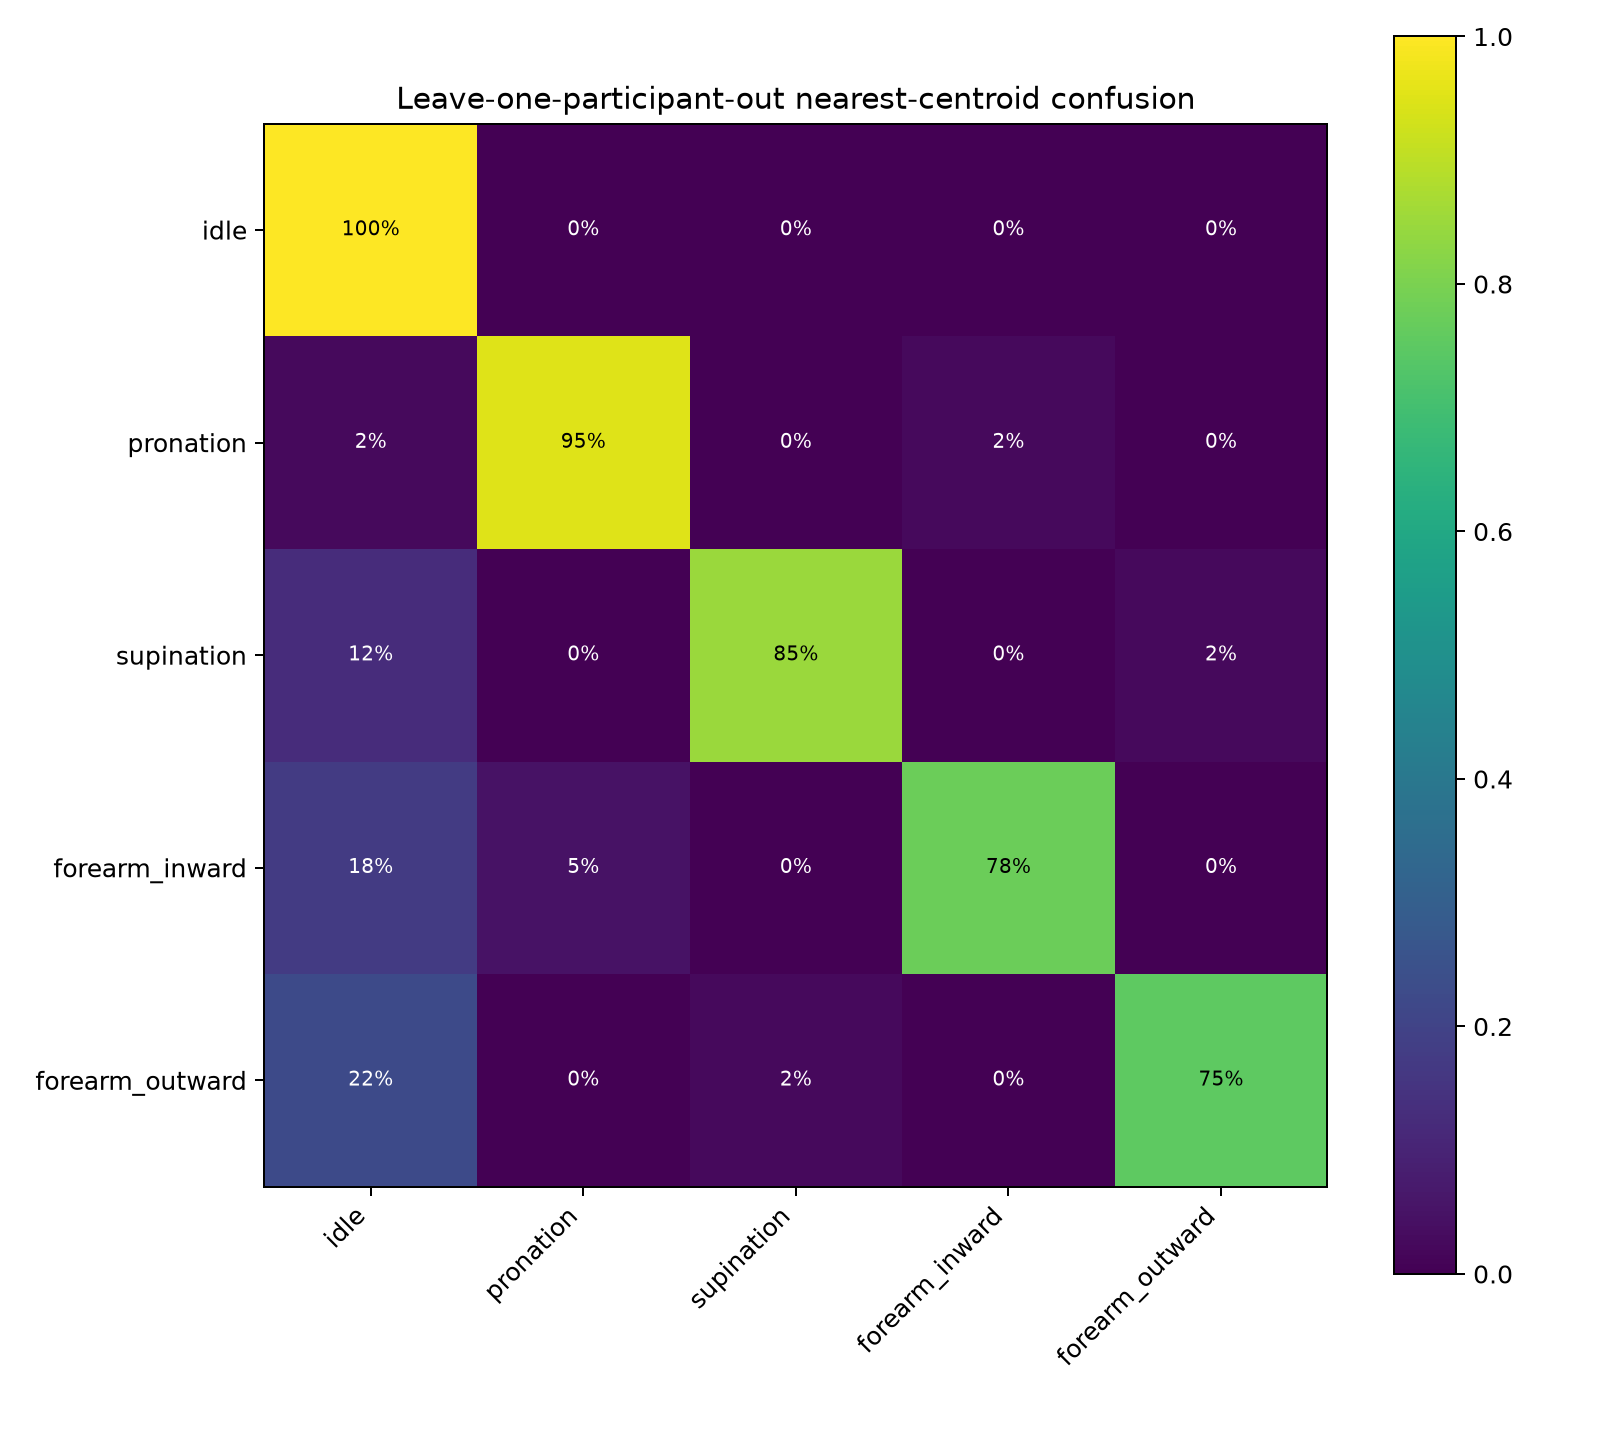 Leave-one-participant-out nearest-centroid confusion
1.0
0.8
0.6
0.4
0.2
0.0
idle 100% 0% 0% 0% 0%
pronation 2% 95% 0% 2% 0%
supination 12% 0% 85% 0% 2%
forearm_inward 18% 5% 0% 78% 0%
forearm_outward 22% 0% 2% 0% 75%
idle
pronation
supination
forearm_inward
forearm_outward